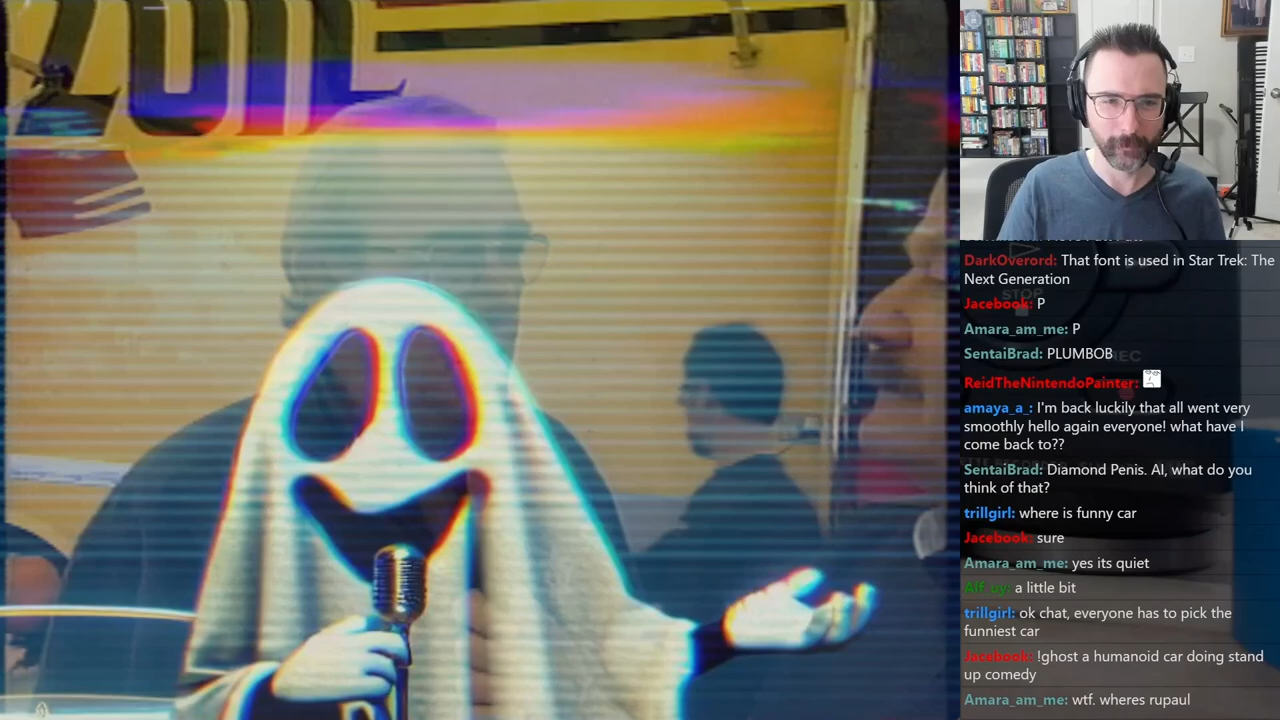 DarkOverord: That font is used in Star Trek: The
Next Generation
STOP
Jacebook: P
Amara_am_me: P
SentaiBrad: PLUMBOB
REC
ReidTheNintendoPainter:
amaya_a_: I'm back luckily that all went very
smoothly hello again everyone! what have I
come back to??
SentaiBrad: Diamond Penis. AI, what do you
think of that?
trillgirl: where is funny car
Jacebook: sure
Amara_am_me: yes its quiet
Alf_oy: a little bit
trillgirl: ok chat, everyone has to pick the
funniest car
Jacebook: !ghost a humanoid car doing stand
up comedy
Amara_am_me: wtf. wheres rupaul